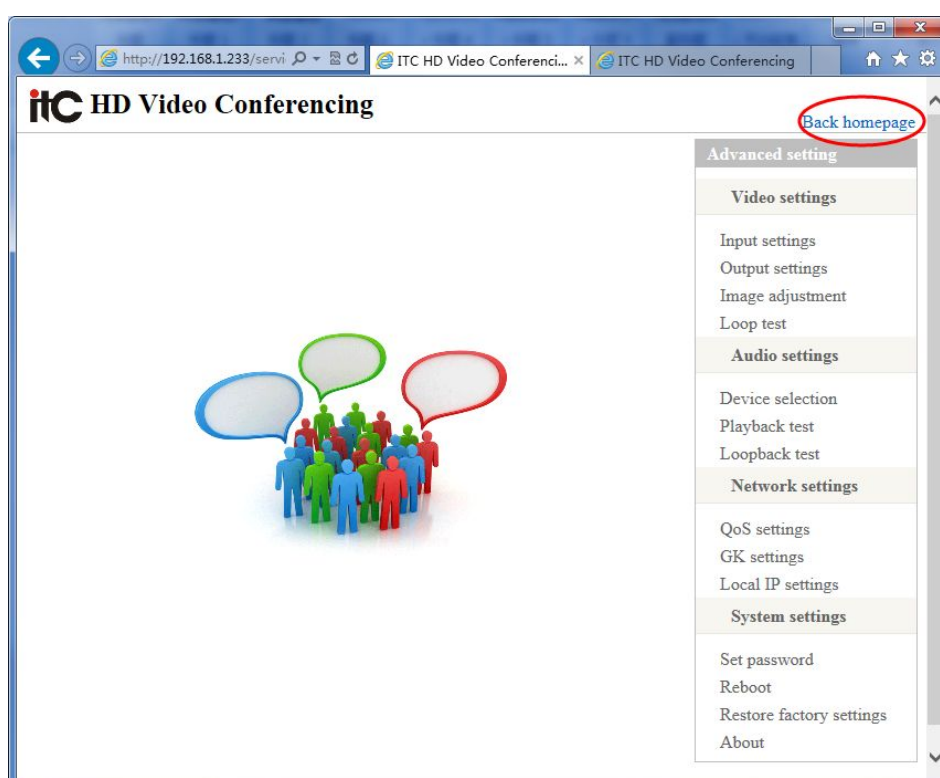 http://192.168.1.233/servi
ITC HD Video Conferenci...
ITC HD Video Conferencing
itC HD Video Conferencing
Back homepage
Advanced setting
Video settings
Input settings
Output settings
Image adjustment
Loop test
Audio settings
Device selection
Playback test
Loopback test
Network settings
QoS settings
GK settings
Local IP settings
System settings
Set password
Reboot
Restore factory settings
About